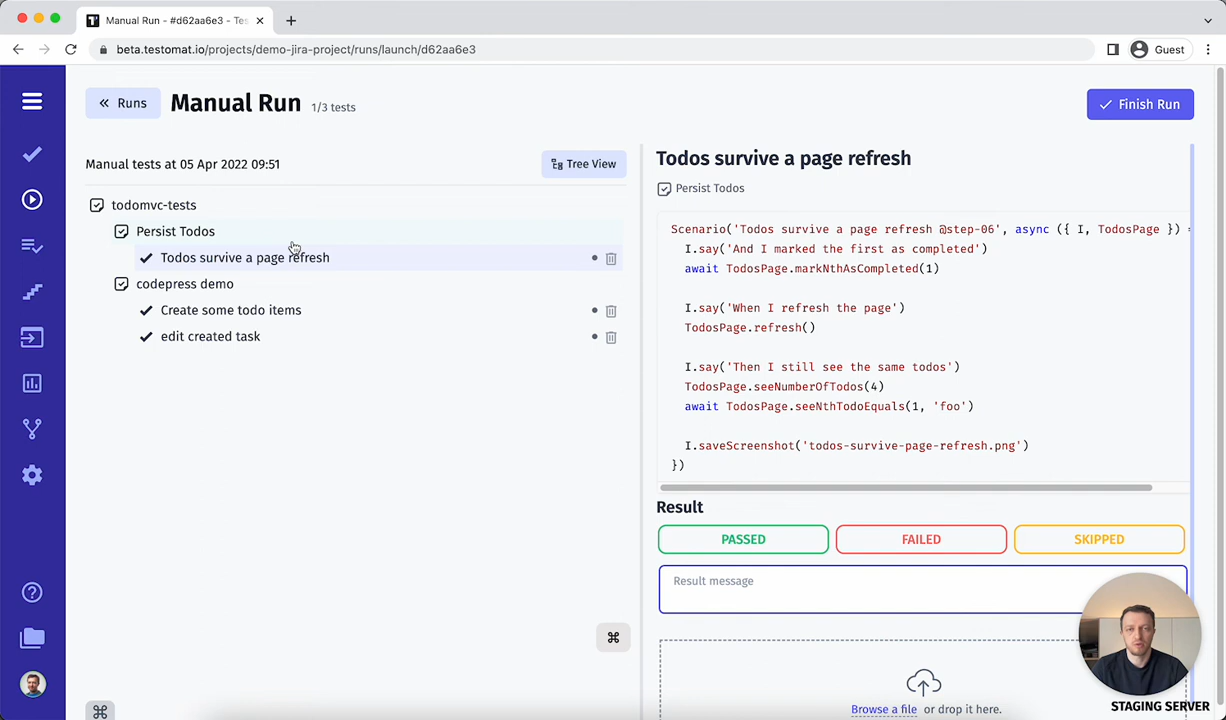 Manual Run - #d62aa6e3 - Tes
beta.testomat.io/projects/demo-jira-project/runs/launch/d62aa6e3
Guest
Runs
Manual Run
1/3 tests
Finish Run
Manual tests at 05 Apr 2022 09:51
Tree View
todomvc-tests
Persist Todos
Todos survive a page refresh
codepress demo
Create some todo items
edit created task
Todos survive a page refresh
Persist Todos
Scenario('Todos survive a page refresh @step-06', async ({ I, TodosPage }) =
I.say('And I marked the first as completed')
await TodosPage.markNthAsCompleted(1)
I.say('When I refresh the page')
TodosPage.refresh()
I.say('Then I still see the same todos')
TodosPage.seeNumberOfTodos(4)
await TodosPage.seeNthTodoEquals(1, 'foo')
I.saveScreenshot('todos-survive-page-refresh.png')
})
Result
PASSED
FAILED
SKIPPED
Result message
Browse a file or drop it here.
STAGING SERVER